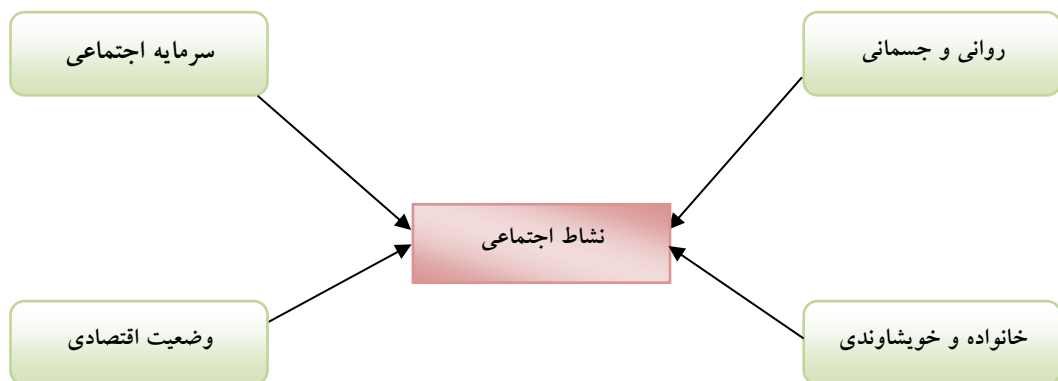 روانی و جسمانی
سرمایه اجتماعی
نشاط اجتماعی
خانواده و خویشاوندی
وضعیت اقتصادی